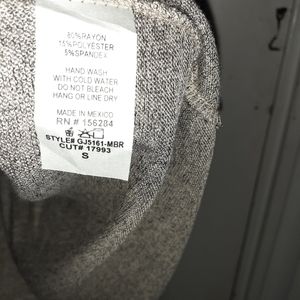 80%RAYON
15%POLYESTER
5%SPANDEX
HAND WASH
WITH COLD WATER
DO NOT BLEACH
HANG OR LINE DRY
MADE IN MEXICO
RN # 156284
STYLE# GJ5161-MBR
CUT# 17993
S